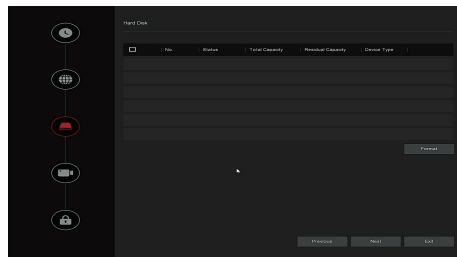 Hard Disk
No. Status Total Capacity Residual Capacity Device Type
Format
Previous Next Exit